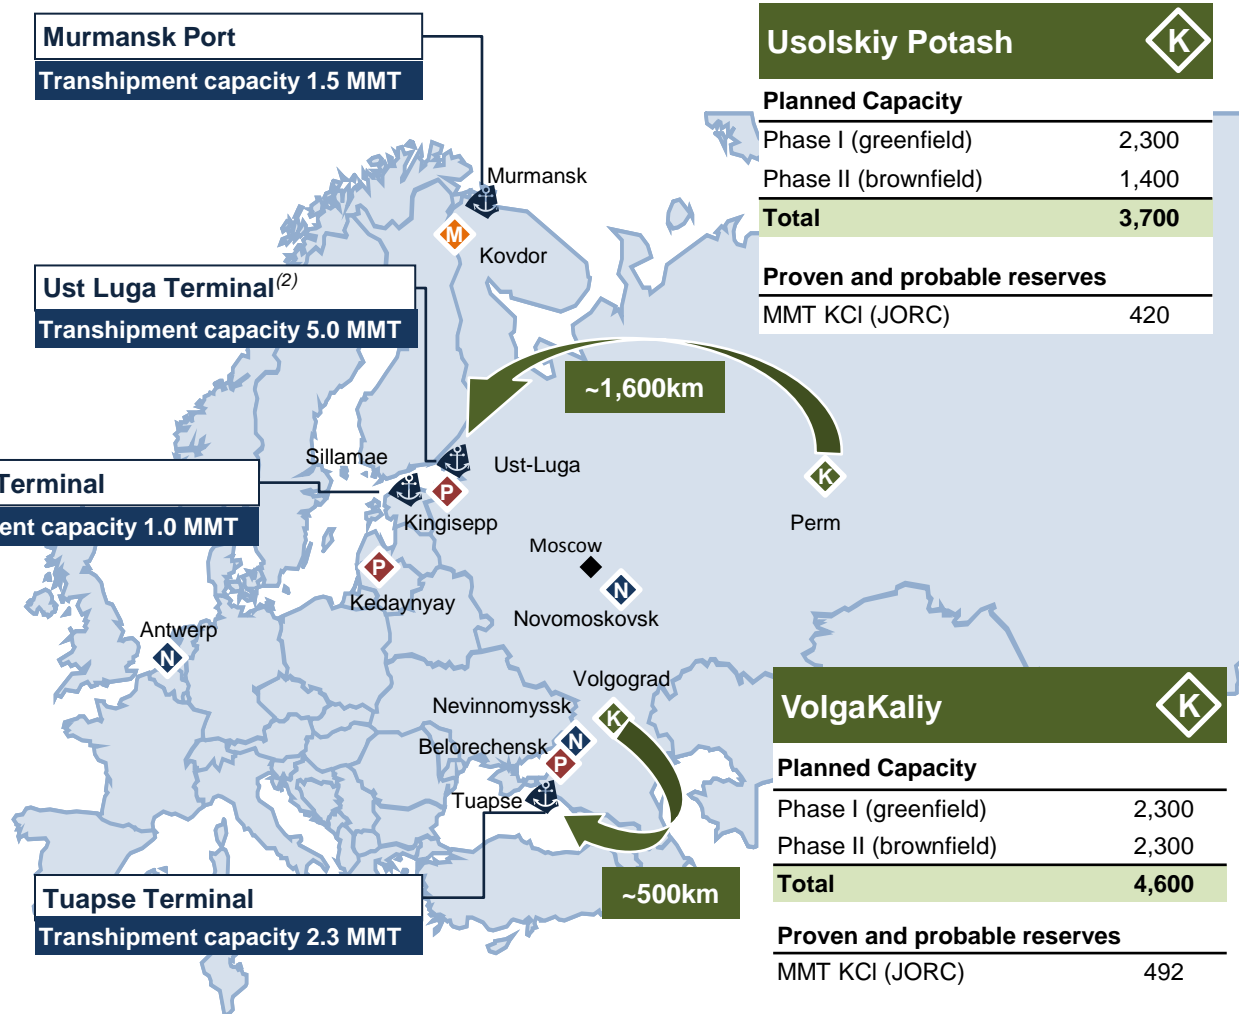 Murmansk Port
Transhipment capacity 1.5 MMT
Usolskiy Potash K
Planned Capacity
Phase I (greenfield) 2,300
Phase II (brownfield) 1,400
Total 3,700
Proven and probable reserves
MMT KCl (JORC) 420
Murmansk
M
Kovdor
Ust Luga Terminal(2)
Transhipment capacity 5.0 MMT
~1,600km
Sillamae
Ust-Luga
Terminal
ent capacity 1.0 MMT
P
Kingisepp
K
Perm
Moscow
P
Kedaynyay
N
Novomoskovsk
Antwerp
N
Volgograd
Nevinnomyssk
K
Belorechensk
N
P
Tuapse
~500km
Tuapse Terminal
Transhipment capacity 2.3 MMT
VolgaKaliy K
Planned Capacity
Phase I (greenfield) 2,300
Phase II (brownfield) 2,300
Total 4,600
Proven and probable reserves
MMT KCl (JORC) 492